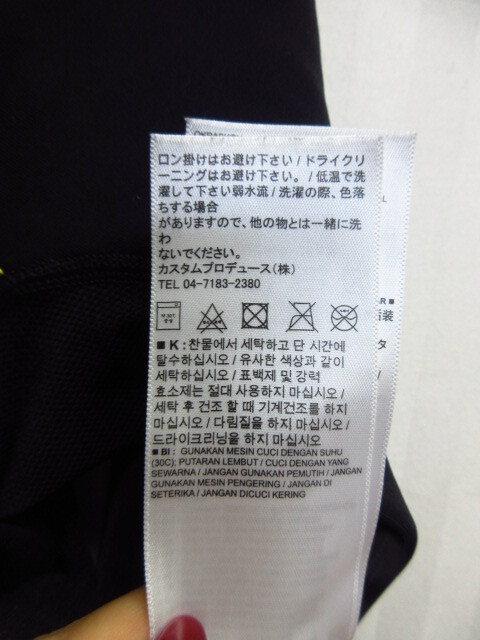 ロン掛けはお避け下さい / ドライクリ
ーニングはお避け下さい。 / 低温で洗
濯して下さい弱水流 / 洗濯の際、色落
ちする場合
がありますので、他の物とは一緒に洗
わ
ないでください。
カスタムプロデュース(株)
TEL 04-7183-2380
■ K : 찬물에서 세탁하고 단 시간에
탈수하십시오 / 유사한 색상과 같이
세탁하십시오 / 표백제 및 강력
효소제는 절대 사용하지 마십시오 /
세탁 후 건조 할 때 기계건조를 하지
마십시오 / 다림질을 하지 마십시오 /
드라이크리닝을 하지 마십시오
■ BI : GUNAKAN MESIN CUCI DENGAN SUHU
(30C); PUTARAN LEMBUT / CUCI DENGAN YANG
SEWARNA / JANGAN GUNAKAN PEMUTIH / JANGAN
GUNAKAN MESIN PENGERING / JANGAN DI
SETERIKA / JANGAN DICUCI KERING